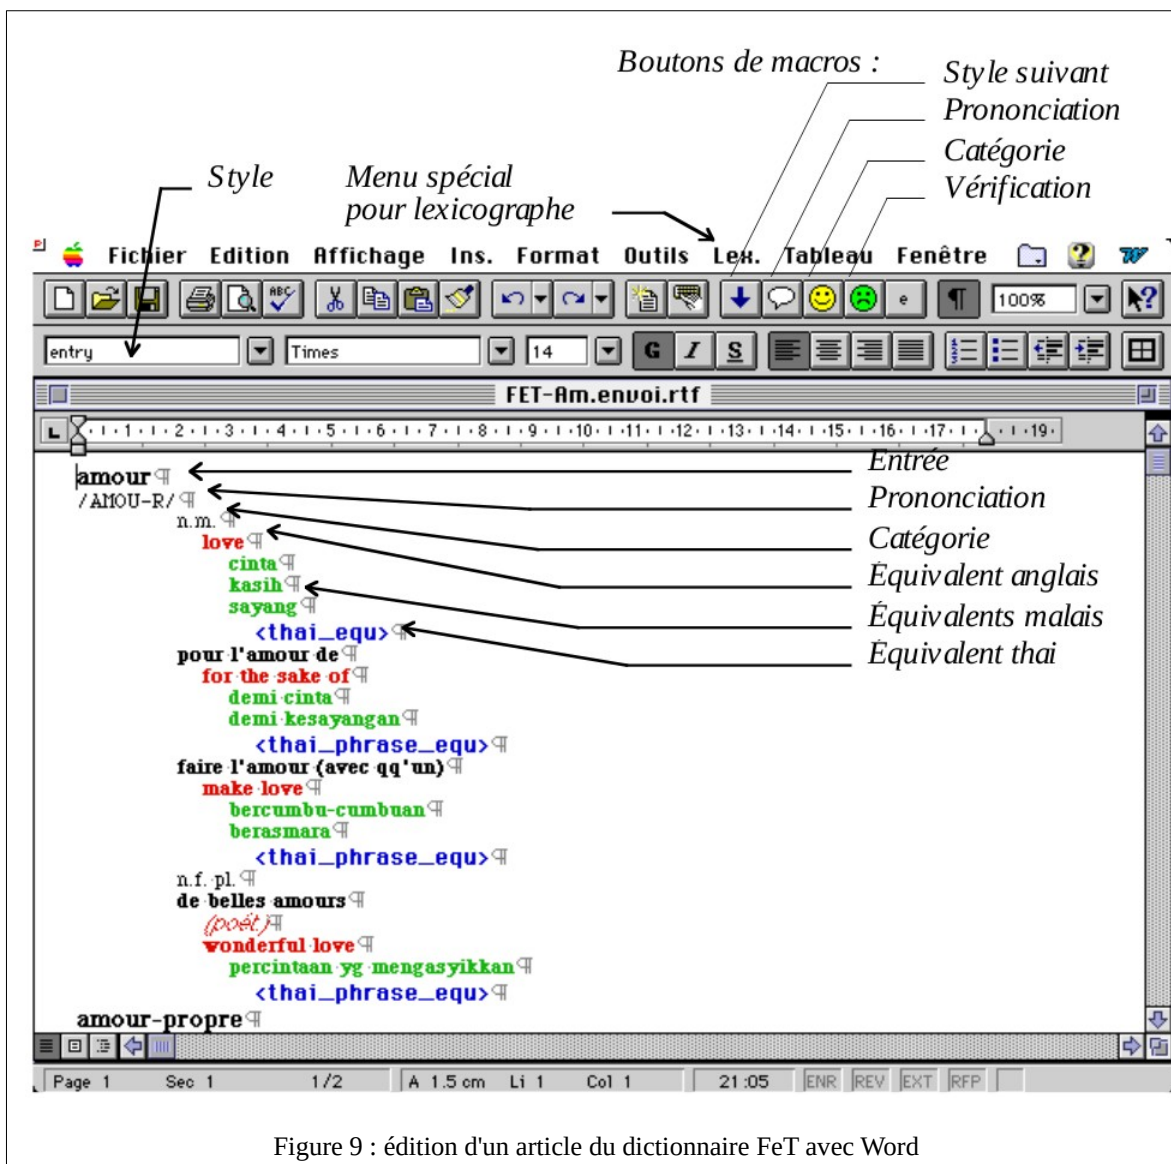 Boutons de macros :
Style suivant
Prononciation
Catégorie
Vérification
Style
Menu spécial
pour lexicographe
Fichier Edition Affichage Ins. Format Outils Lex. Tableau Fenêtre
ABC e ¶ 100%
entry Times 14 G I S
FET-Am.envoi.rtf
1 2 3 4 5 6 7 8 9 10 11 12 13 14 15 16 17 19
amour¶ Entrée
/AMOU-R/¶ Prononciation
n.m.¶ Catégorie
love¶ Équivalent anglais
cinta¶
kasih¶ Équivalents malais
sayang¶
<thai_equ>¶ Équivalent thai
pour l'amour de¶
for·the·sake·of¶
demi·cinta¶
demi·kesayangan¶
<thai_phrase_equ>¶
faire·l'amour·(avec·qq'un)¶
make·love¶
bercumbu-cumbuan¶
berasmara¶
<thai_phrase_equ>¶
n.f.·pl.¶
de·belles·amours¶
(poét.)¶
wonderful·love¶
percintaan·yg·mengasyikkan¶
<thai_phrase_equ>¶
amour-propre¶
Page 1 Sec 1 1/2 A 1.5 cm Li 1 Col 1 21:05 ENR REV EXT RFP
Figure 9 : édition d'un article du dictionnaire FeT avec Word